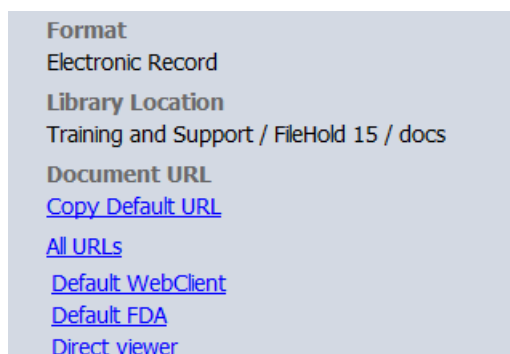 Format
Electronic Record
Library Location
Training and Support / FileHold 15 / docs
Document URL
Copy Default URL
All URLs
Default WebClient
Default FDA
Direct viewer